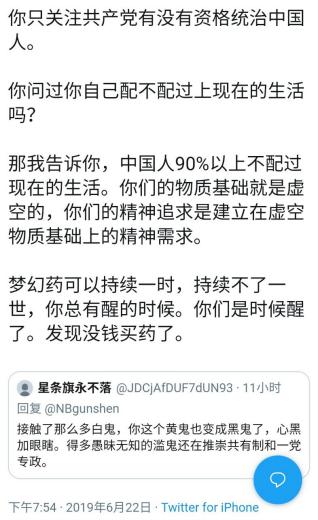 你只关注共产党有没有资格统治中国
人。
你问过你自己配不配过上现在的生活
吗?
那我告诉你，中国人90%以上不配过
现在的生活。你们的物质基础就是虚
空的，你们的精神追求是建立在虚空
物质基础上的精神需求。
梦幻药可以持续一时，持续不了一
世，你总有醒的时候。你们是时候醒
了。发现没钱买药了。
星条旗永不落 @JDCjAfDUF7dUN93 · 11小时
回复 @NBgunshen
接触了那么多白鬼，你这个黄鬼也变成黑鬼了，心黑
加眼瞎。得多愚昧无知的滥鬼还在推崇共有制和一党
专政。
下午7:54 · 2019年6月22日 · Twitter for iPhone